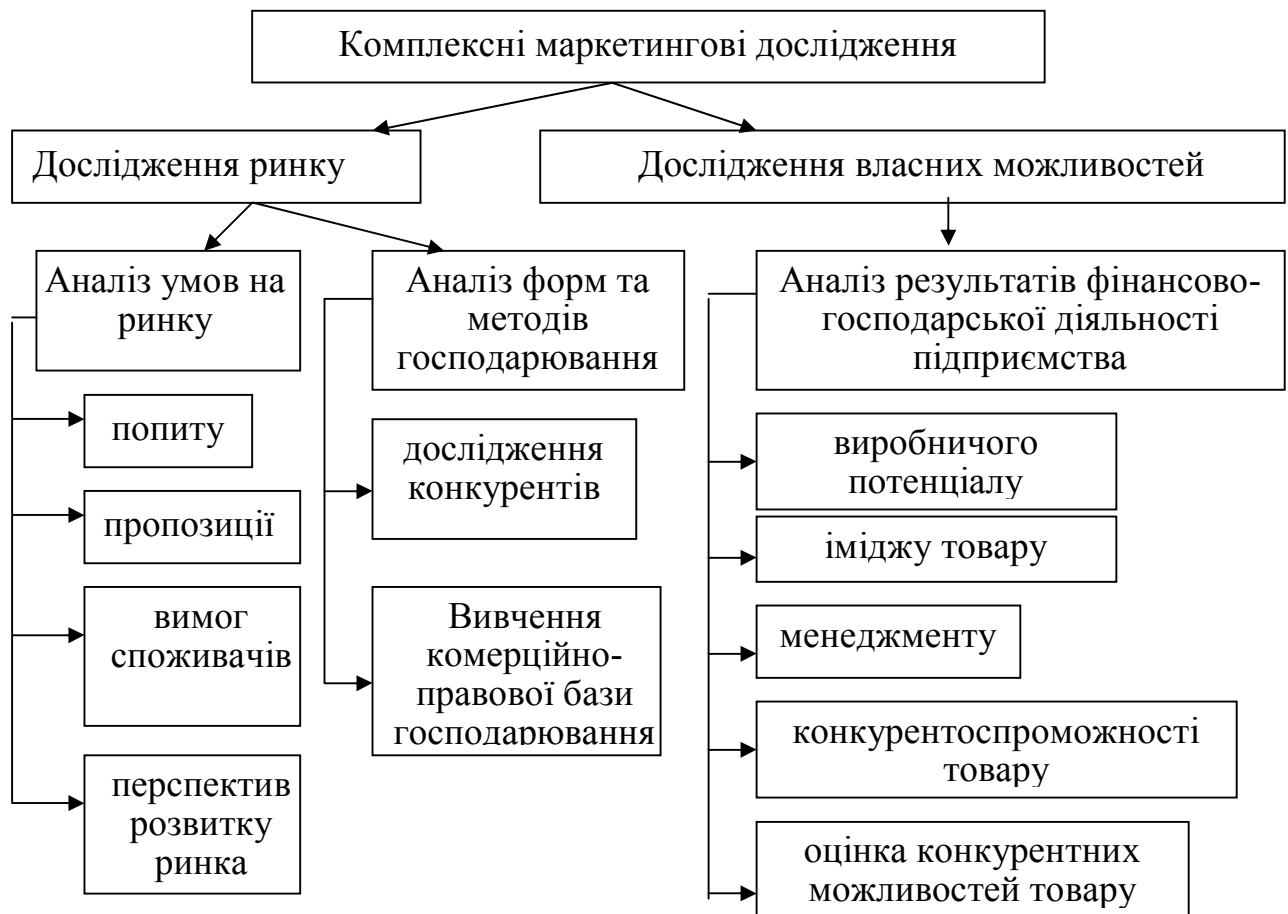 Комплексні маркетингові дослідження
Дослідження ринку
Дослідження власних можливостей
Аналіз умов на
ринку
попиту
пропозиції
вимог
споживачів
перспектив
розвитку
ринка
Аналіз форм та
методів
господарювання
дослідження
конкурентів
Вивчення
комерційно-
правової бази
господарювання
Аналіз результатів фінансово-
господарської діяльності
підприємства
виробничого
потенціалу
іміджу товару
менеджменту
конкурентоспроможності
товару
оцінка конкурентних
можливостей товару